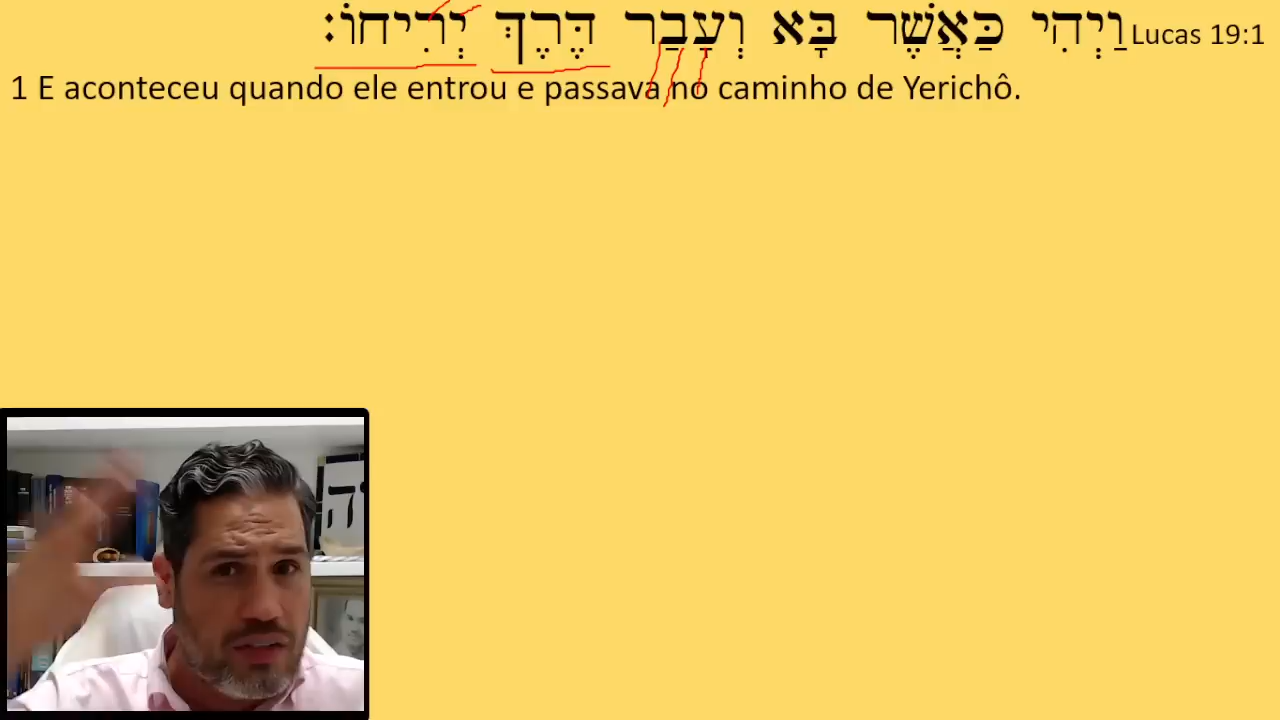 Lucas 19:1 וַיְהִי כַּאֲשֶׁר בָּא וְעָבַר דֶּרֶךְ יְרִיחוֹ׃
1 E aconteceu quando ele entrou e passava no caminho de Yerichô.